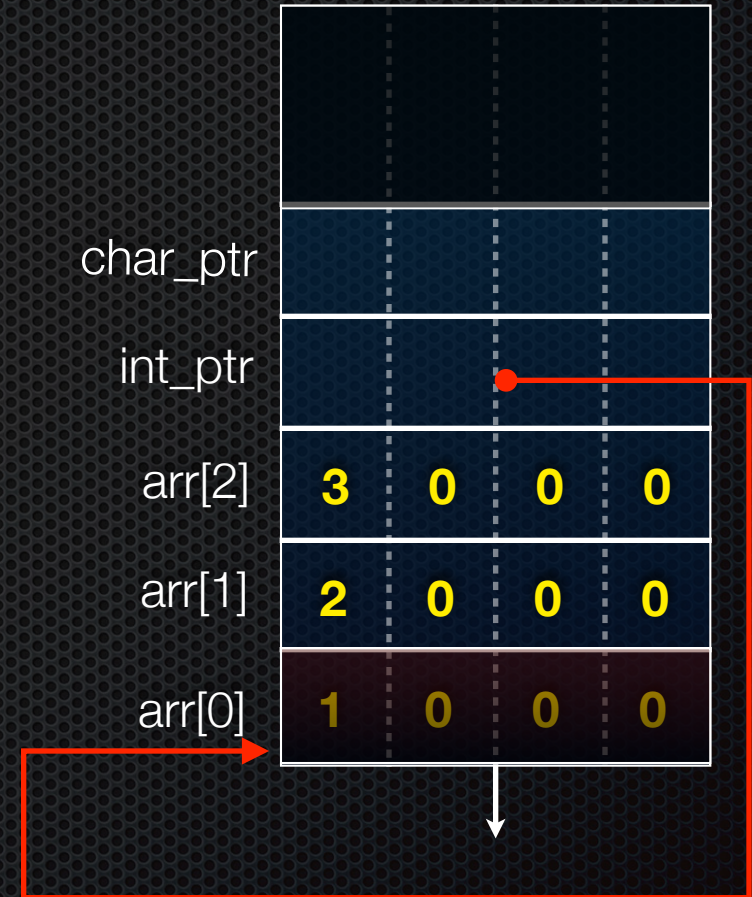 char_ptr
int_ptr
arr[2] 3 0 0 0
arr[1] 2 0 0 0
arr[0] 1 0 0 0